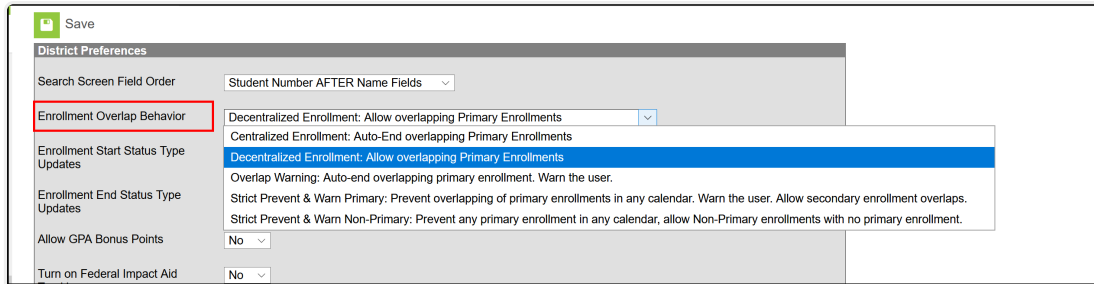 Save
District Preferences
Search Screen Field Order
Student Number AFTER Name Fields
Enrollment Overlap Behavior
Decentralized Enrollment: Allow overlapping Primary Enrollments
Centralized Enrollment: Auto-End overlapping Primary Enrollments
Decentralized Enrollment: Allow overlapping Primary Enrollments
Overlap Warning: Auto-end overlapping primary enrollment. Warn the user.
Strict Prevent & Warn Primary: Prevent overlapping of primary enrollments in any calendar. Warn the user. Allow secondary enrollment overlaps.
Strict Prevent & Warn Non-Primary: Prevent any primary enrollment in any calendar, allow Non-Primary enrollments with no primary enrollment.
Enrollment Start Status Type
Updates
Enrollment End Status Type
Updates
Allow GPA Bonus Points
No
Turn on Federal Impact Aid
No